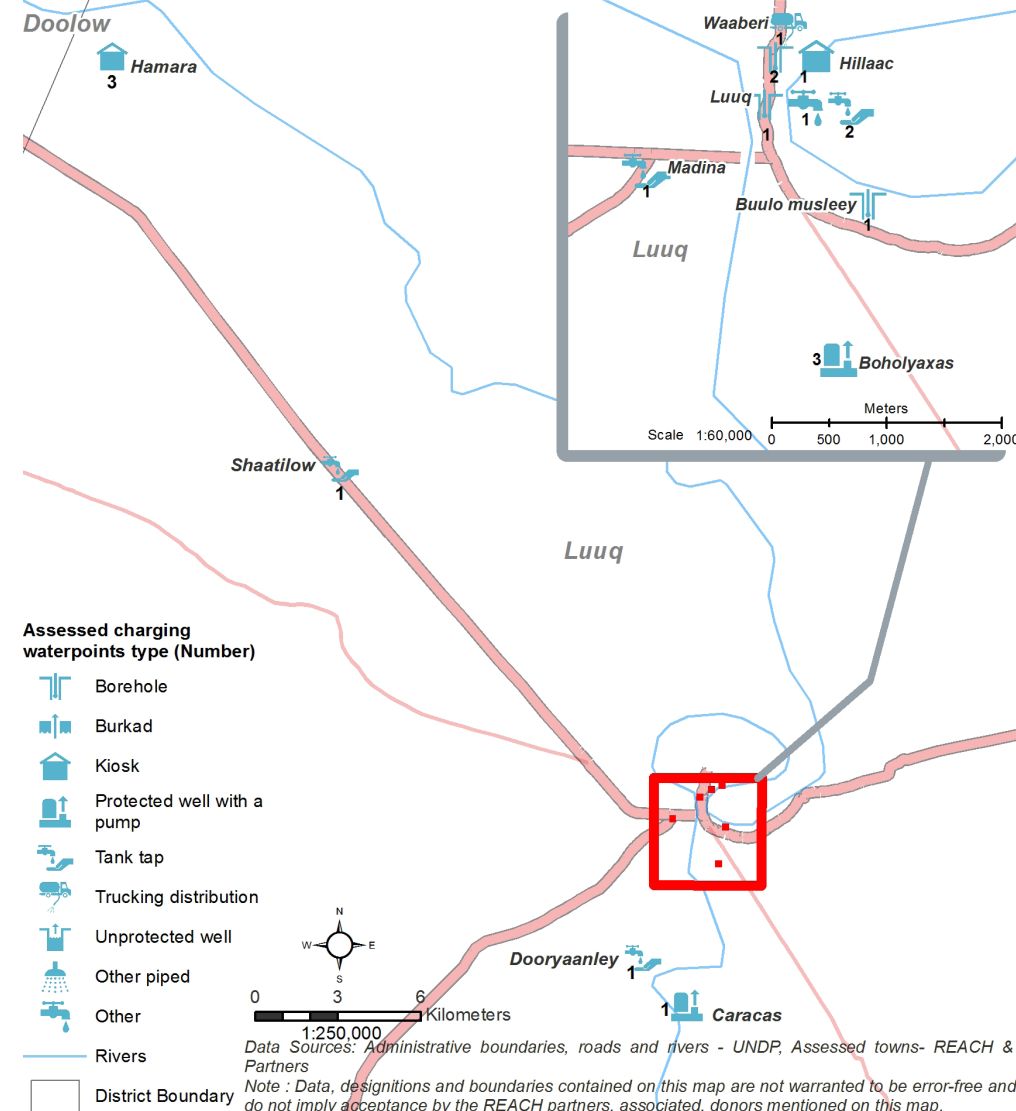 Doolow
Hamara
3
Waaberi
1
2
1
Hillaac
Luuq
1
1
2
Madina
1
Buulo musleey
1
Luuq
3
Boholyaxas
Meters
Scale 1:60,000
0 500 1,000 2,000
Shaatilow
1
Luuq
Assessed charging
waterpoints type (Number)
Borehole
Burkad
Kiosk
Protected well with a
pump
Tank tap
Trucking distribution
Unprotected well
Other piped
Other
Rivers
District Boundary
N
W E
S
0 3 6
Kilometers
1:250,000
Dooryaanley
1
1
Caracas
Data Sources: Administrative boundaries, roads and rivers - UNDP, Assessed towns- REACH &
Partners
Note : Data, designitions and boundaries contained on this map are not warranted to be error-free and
do not imply acceptance by the REACH partners, associated, donors mentioned on this map.